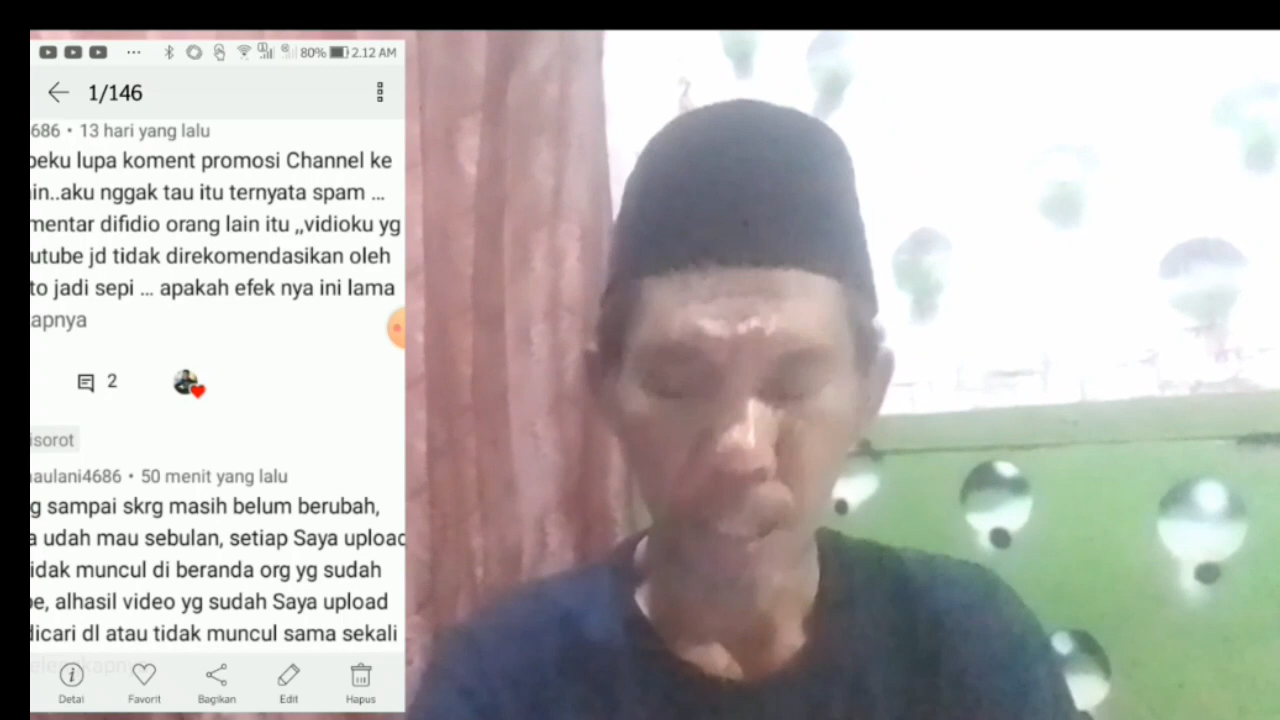 80% 2.12 AM
1/146
686 • 13 hari yang lalu
peku lupa koment promosi Channel ke
in..aku nggak tau itu ternyata spam ...
mentar difidio orang lain itu ,,vidioku yg
utube jd tidak direkomendasikan oleh
to jadi sepi ... apakah efek nya ini lama
apnya
2
isorot
aulani4686 • 50 menit yang lalu
g sampai skrg masih belum berubah,
a udah mau sebulan, setiap Saya upload
idak muncul di beranda org yg sudah
be, alhasil video yg sudah Saya upload
dicari dl atau tidak muncul sama sekali
Detal Favorit Bagikan Edit Hapus